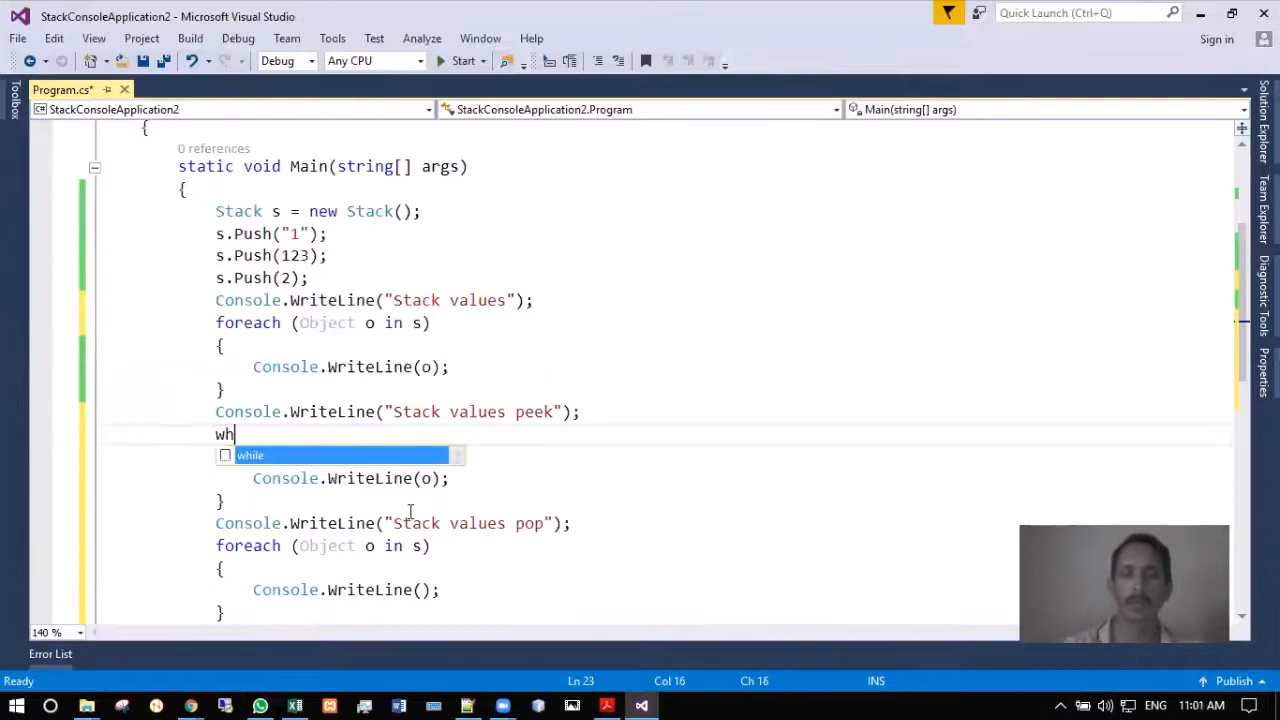 StackConsoleApplication2 - Microsoft Visual Studio
Quick Launch (Ctrl+Q)
File Edit View Project Build Debug Team Tools Test Analyze Window Help
Sign in
Debug Any CPU Start
Toolbox
Program.cs*
StackConsoleApplication2 StackConsoleApplication2.Program Main(string[] args)
{
0 references
static void Main(string[] args)
{
Stack s = new Stack();
s.Push("1");
s.Push(123);
s.Push(2);
Console.WriteLine("Stack values");
foreach (Object o in s)
{
Console.WriteLine(o);
}
Console.WriteLine("Stack values peek");
wh
while
Console.WriteLine(o);
}
Console.WriteLine("Stack values pop");
foreach (Object o in s)
{
Console.WriteLine();
}
Solution Explorer
Team Explorer
Diagnostic Tools
Properties
140 %
Error List
Ready Ln 23 Col 16 Ch 16 INS Publish
ENG 11:01 AM